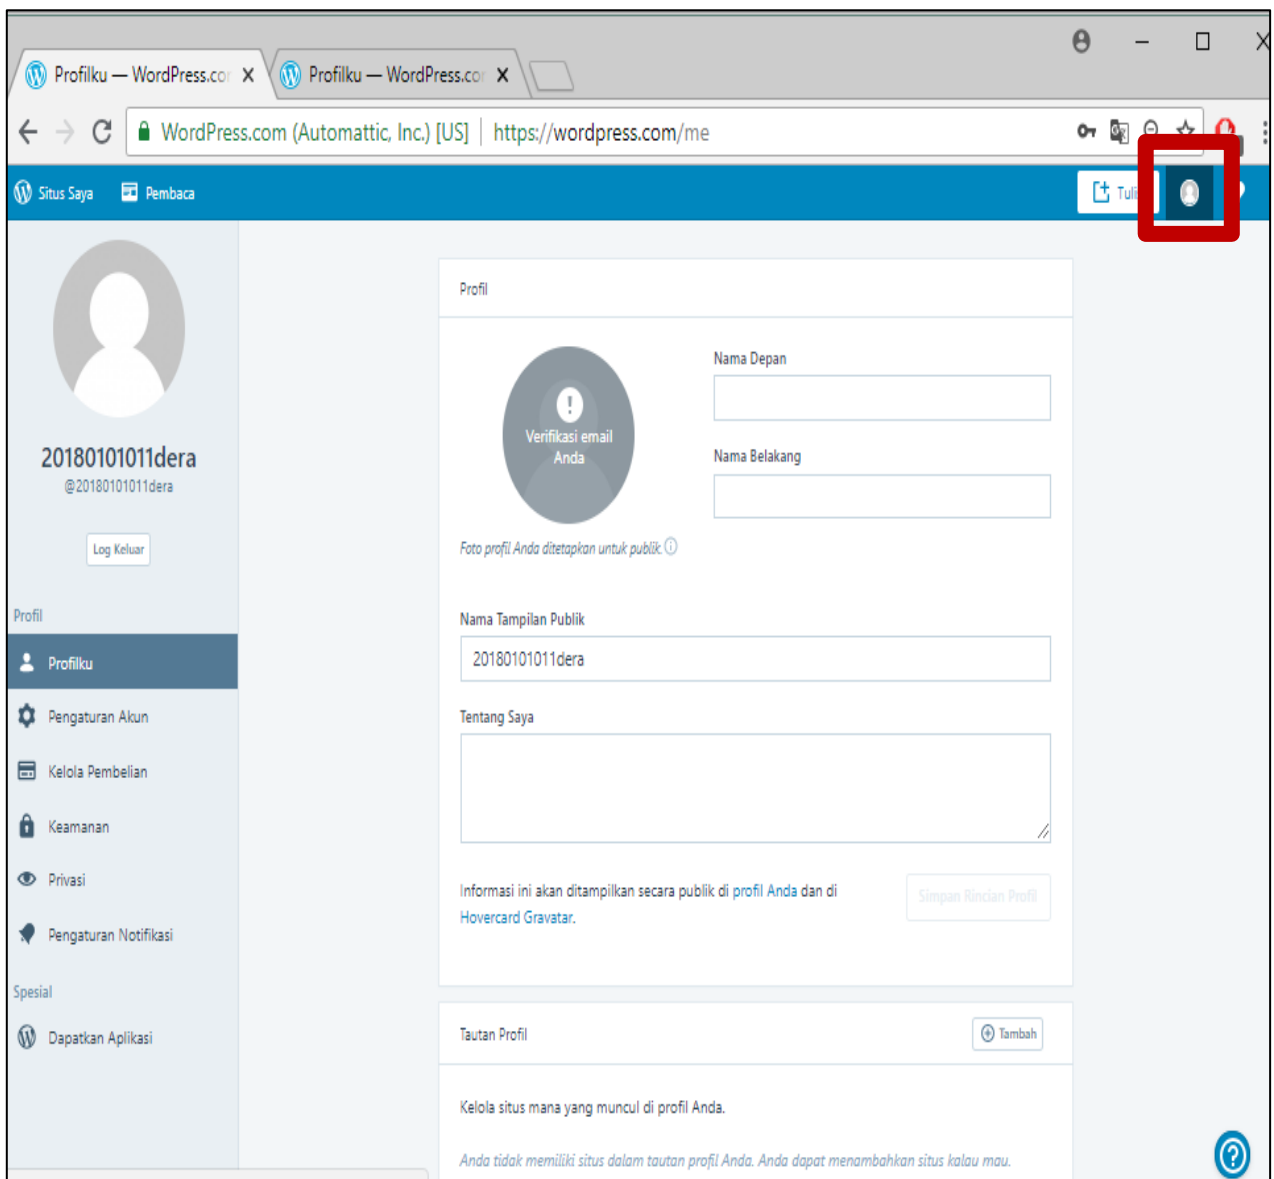 Profilku — WordPress.cor
Profilku — WordPress.cor
WordPress.com (Automattic, Inc.) [US] | https://wordpress.com/me
Situs Saya
Pembaca
Profil
Nama Depan
Verifikasi email
Anda
Nama Belakang
20180101011dera
@20180101011dera
Log Keluar
Foto profil Anda ditetapkan untuk publik.
Profil
Nama Tampilan Publik
20180101011dera
Profilku
Pengaturan Akun
Tentang Saya
Kelola Pembelian
Keamanan
Privasi
Informasi ini akan ditampilkan secara publik di profil Anda dan di
Hovercard Gravatar.
Simpan Rincian Profil
Pengaturan Notifikasi
Spesial
Dapatkan Aplikasi
Tautan Profil
Tambah
Kelola situs mana yang muncul di profil Anda.
Anda tidak memiliki situs dalam tautan profil Anda. Anda dapat menambahkan situs kalau mau.